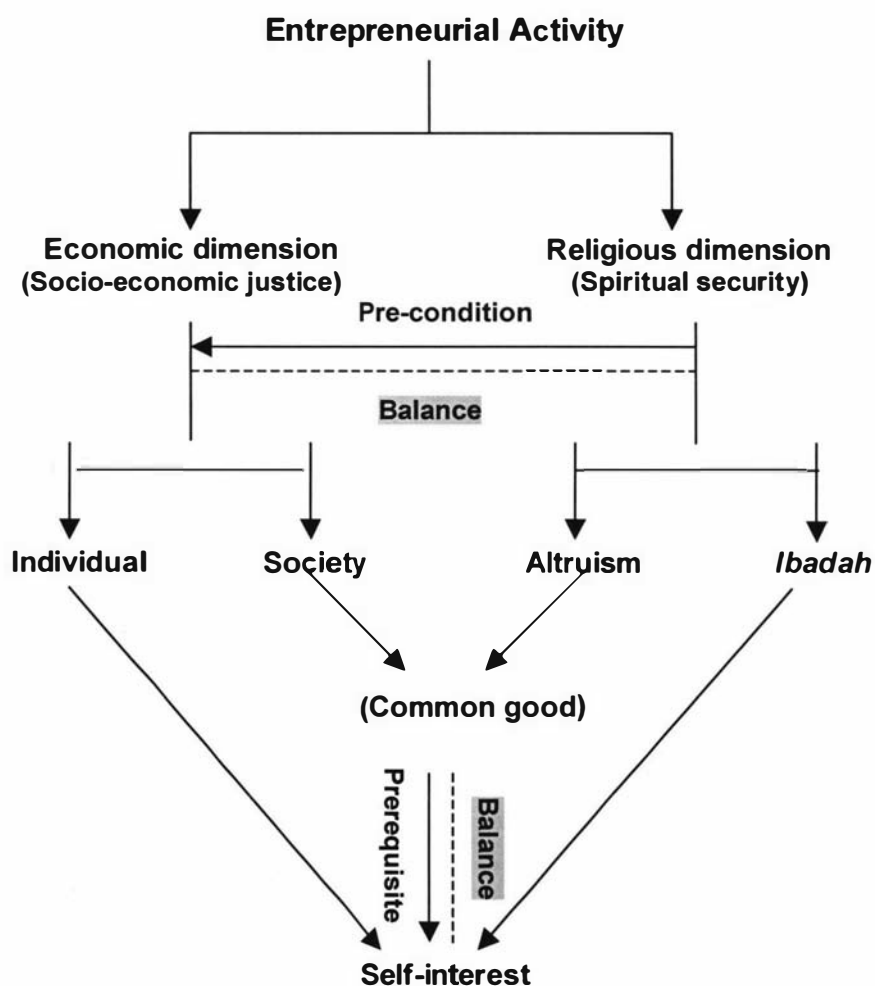 Entrepreneurial Activity
Economic dimension
(Socio-economic justice)
Religious dimension
(Spiritual security)
Pre-condition
Balance
Individual
Society
Altruism
Ibadah
(Common good)
Prerequisite
Balance
Self-interest